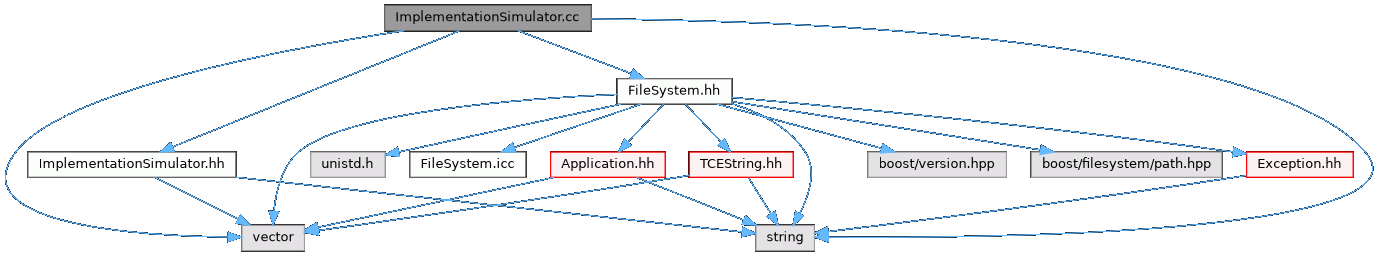 ImplementationSimulator.cc
FileSystem.hh
ImplementationSimulator.hh
unistd.h
FileSystem.icc
Application.hh
TCEString.hh
boost/version.hpp
boost/filesystem/path.hpp
Exception.hh
vector
string